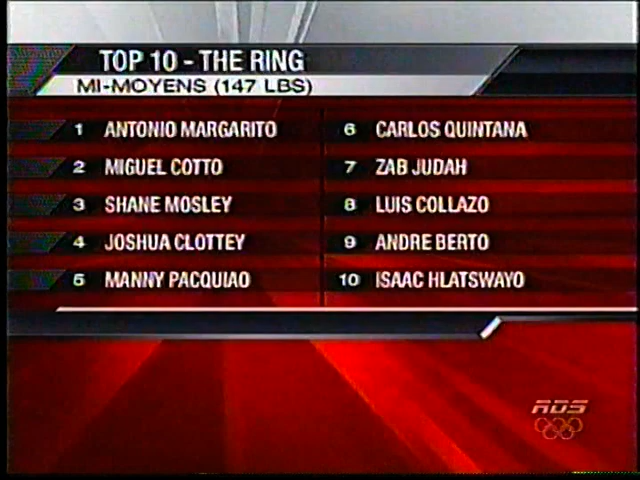 TOP 10 - THE RING
MI-MOYENS (147 LBS)
1 ANTONIO MARGARITO
2 MIGUEL COTTO
3 SHANE MOSLEY
4 JOSHUA CLOTTEY
5 MANNY PACQUIAO
6 CARLOS QUINTANA
7 ZAB JUDAH
8 LUIS COLLAZO
9 ANDRE BERTO
10 ISAAC HLATSWAYO
RDS